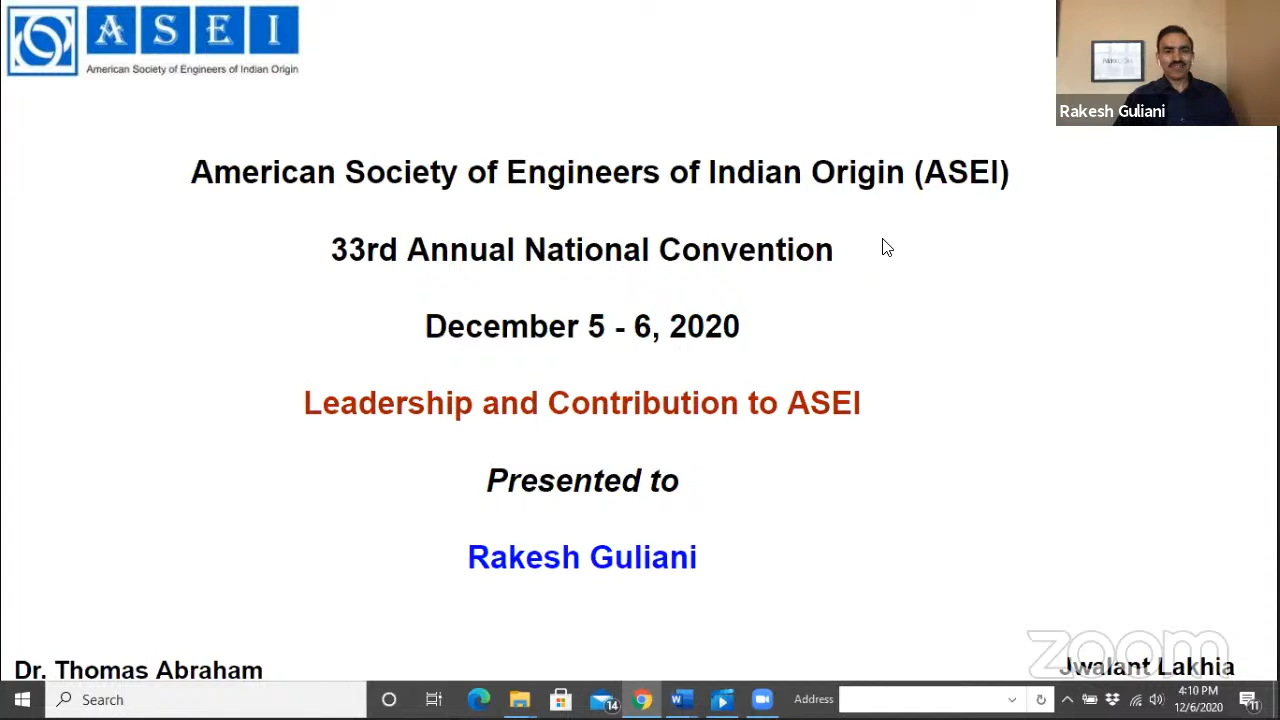 A S E I
American Society of Engineers of Indian Origin
Rakesh Guliani
American Society of Engineers of Indian Origin (ASEI)
33rd Annual National Convention
December 5 - 6, 2020
Leadership and Contribution to ASEI
Presented to
Rakesh Guliani
zoom
Dr. Thomas Abraham
Jwalant Lakhia
Search
14
Address
4:10 PM
12/6/2020
11